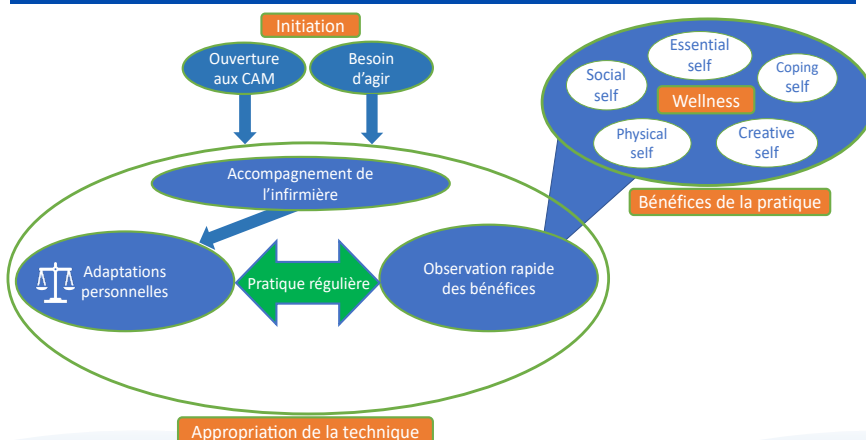 Initiation
Ouverture
aux CAM
Besoin
d'agir
Essential
self
Social
self
Coping
self
Wellness
Physical
self
Creative
self
Bénéfices de la pratique
Accompagnement de
l'infirmière
Adaptations
personnelles
Pratique régulière
Observation rapide
des bénéfices
Appropriation de la technique